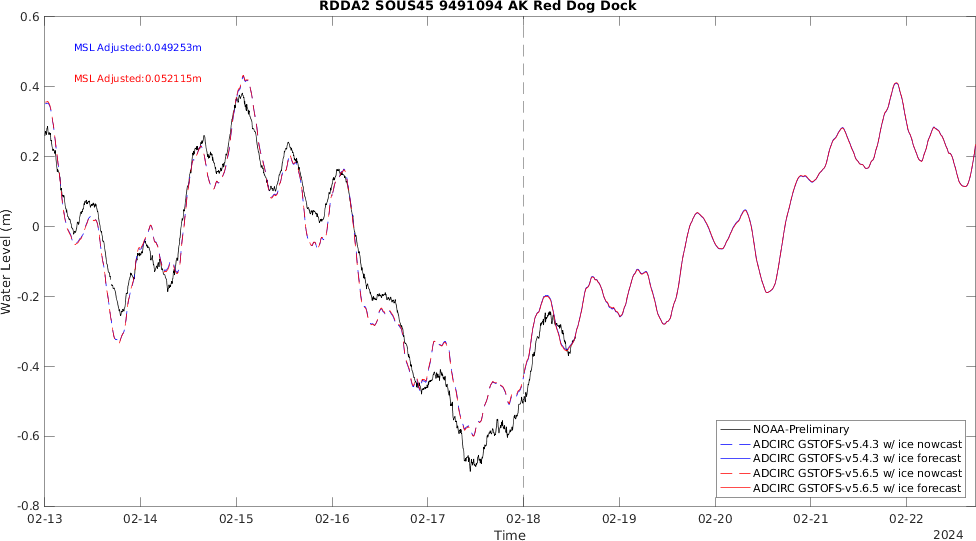 RDDA2 SOUS45 9491094 AK Red Dog Dock
0.6
MSL Adjusted:0.049253m
MSL Adjusted:0.052115m
0.4
0.2
0
-0.2
-0.4
-0.6
-0.8
Water Level (m)
NOAA-Preliminary
ADCIRC GSTOFS-v5.4.3 w/ ice nowcast
ADCIRC GSTOFS-v5.4.3 w/ ice forecast
ADCIRC GSTOFS-v5.6.5 w/ ice nowcast
ADCIRC GSTOFS-v5.6.5 w/ ice forecast
02-13 02-14 02-15 02-16 02-17 02-18 02-19 02-20 02-21 02-22
Time
2024